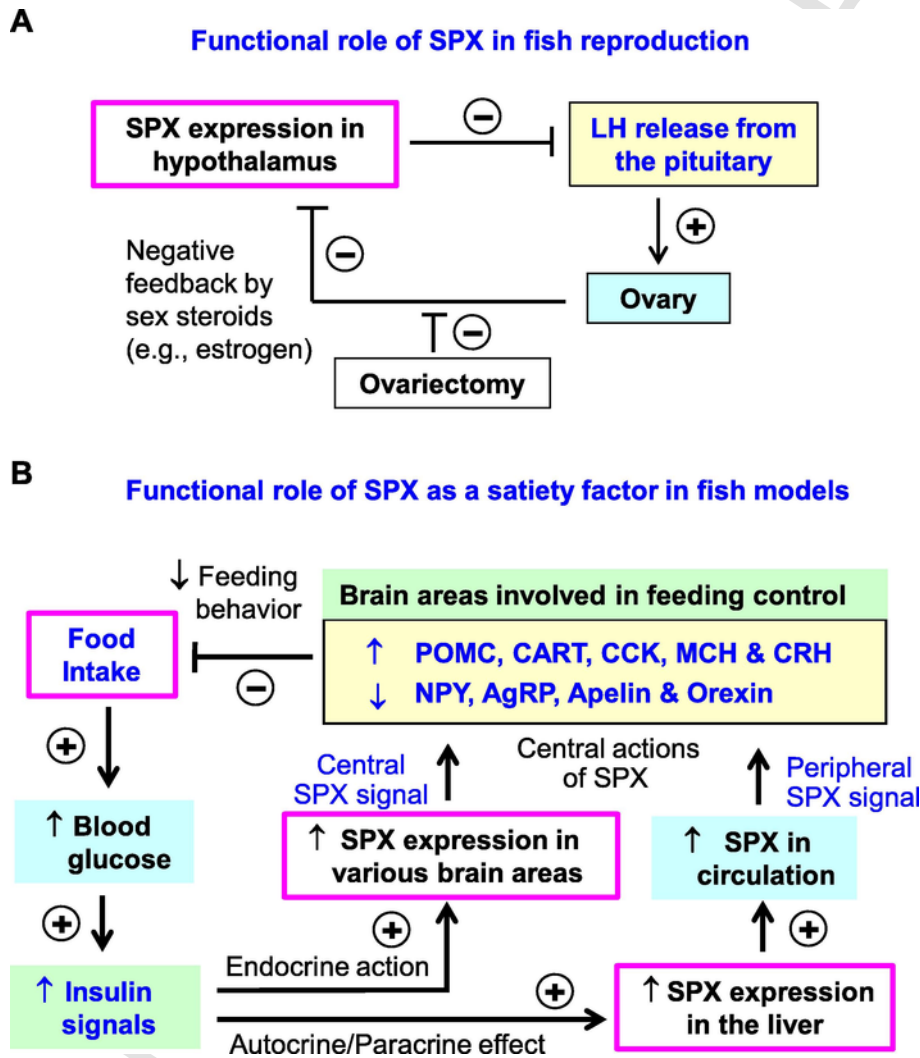 A
Functional role of SPX in fish reproduction
SPX expression in
hypothalamus
−
LH release from
the pituitary
+
Negative
feedback by
sex steroids
(e.g., estrogen)
−
Ovary
−
Ovariectomy
B
Functional role of SPX as a satiety factor in fish models
↓ Feeding
behavior
Brain areas involved in feeding control
Food
Intake
↑ POMC, CART, CCK, MCH & CRH
↓ NPY, AgRP, Apelin & Orexin
−
+
Central
SPX signal
Central actions
of SPX
Peripheral
SPX signal
↑ Blood
glucose
↑ SPX expression in
various brain areas
↑ SPX in
circulation
+
+
+
Endocrine action
↑ Insulin
signals
+
↑ SPX expression
in the liver
Autocrine/Paracrine effect